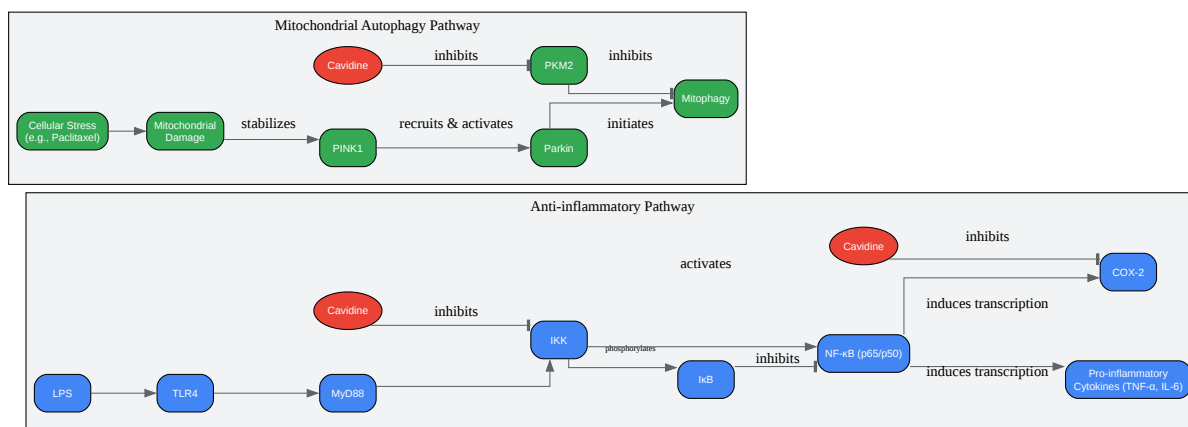 Mitochondrial Autophagy Pathway
Cavidine
inhibits
PKM2
inhibits
Mitophagy
Cellular Stress
(e.g., Paclitaxel)
Mitochondrial
Damage
stabilizes
PINK1
recruits & activates
Parkin
initiates
Anti-inflammatory Pathway
Cavidine
inhibits
COX-2
activates
induces transcription
Cavidine
inhibits
IKK
phosphorylates
IκB
inhibits
NF-κB (p65/p50)
induces transcription
Pro-inflammatory
Cytokines (TNF-α, IL-6)
LPS
TLR4
MyD88